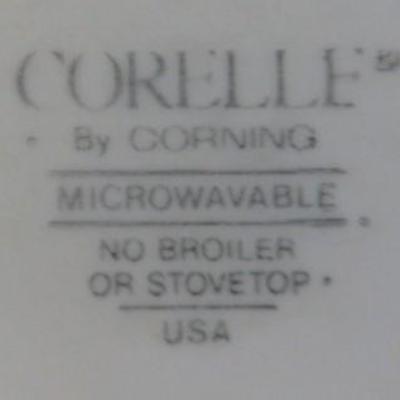 CORELLE®
By CORNING
MICROWAVABLE
NO BROILER
OR STOVETOP
USA